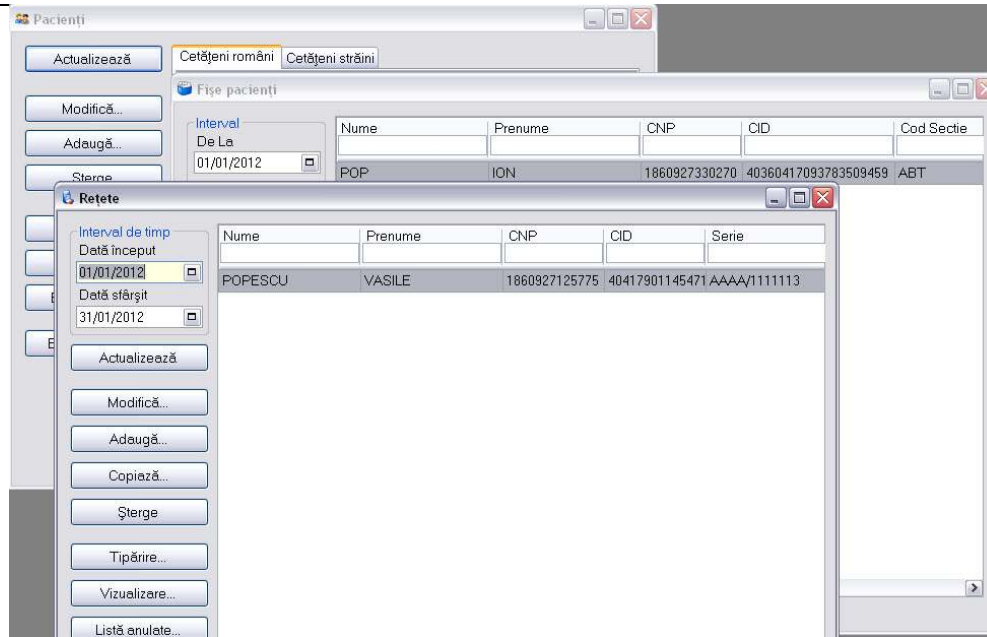 Pacienți
Actualizează
Cetățeni români
Cetățeni străini
Modifică...
Adaugă...
Șterge
Fișe pacienți
Interval
De La
01/01/2012
Nume Prenume CNP CID Cod Sectie
POP ION 1860927330270 40360417093783509459 ABT
Rețete
Interval de timp
Dată început
01/01/2012
Dată sfârșit
31/01/2012
Actualizează
Modifică...
Adaugă...
Copiază...
Șterge
Tipărire...
Vizualizare...
Listă anulate...
Nume Prenume CNP CID Serie
POPESCU VASILE 1860927125775 40417901145471 AAAA/1111113